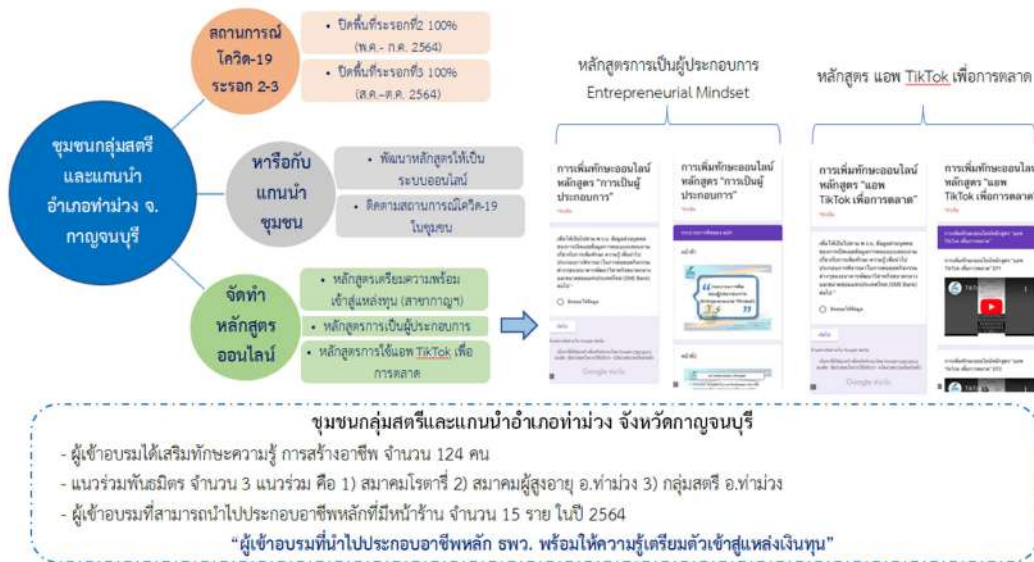 สถานการณ์
โควิด-19
ระรอก 2-3
• ปิดพื้นที่ระรอกที่2 100%
(พ.ค.- ก.ค. 2564)
• ปิดพื้นที่ระรอกที่3 100%
(ส.ค.-ต.ค. 2564)
ชุมชนกลุ่มสตรี
และแกนนำ
อำเภอท่าม่วง จ.
กาญจนบุรี
หารือกับ
แกนนำ
ชุมชน
• พัฒนาหลักสูตรให้เป็น
ระบบออนไลน์
• ติดตามสถานการณ์โควิด-19
ในชุมชน
จัดทำ
หลักสูตร
ออนไลน์
• หลักสูตรเตรียมความพร้อม
เข้าสู่แหล่งทุน (สาขากาญฯ)
• หลักสูตรการเป็นผู้ประกอบการ
• หลักสูตรการใช้แอพ TikTok เพื่อ
การตลาด
หลักสูตรการเป็นผู้ประกอบการ
Entrepreneurial Mindset
การเพิ่มทักษะออนไลน์
หลักสูตร "การเป็นผู้
ประกอบการ"
Google ฟอร์ม
การเพิ่มทักษะออนไลน์
หลักสูตร "การเป็นผู้
ประกอบการ"
หลักสูตร แอพ TikTok เพื่อการตลาด
การเพิ่มทักษะออนไลน์
หลักสูตร "แอพ
TikTok เพื่อการตลาด"
Google ฟอร์ม
การเพิ่มทักษะออนไลน์
หลักสูตร "แอพ
TikTok เพื่อการตลาด"
ชุมชนกลุ่มสตรีและแกนนำอำเภอท่าม่วง จังหวัดกาญจนบุรี
- ผู้เข้าอบรมได้เสริมทักษะความรู้ การสร้างอาชีพ จำนวน 124 คน
- แนวร่วมพันธมิตร จำนวน 3 แนวร่วม คือ 1) สมาคมโรตารี่ 2) สมาคมผู้สูงอายุ อ.ท่าม่วง 3) กลุ่มสตรี อ.ท่าม่วง
- ผู้เข้าอบรมที่สามารถนำไปประกอบอาชีพหลักที่มีหน้าร้าน จำนวน 15 ราย ในปี 2564
"ผู้เข้าอบรมที่นำไปประกอบอาชีพหลัก ธพว. พร้อมให้ความรู้เตรียมตัวเข้าสู่แหล่งเงินทุน"